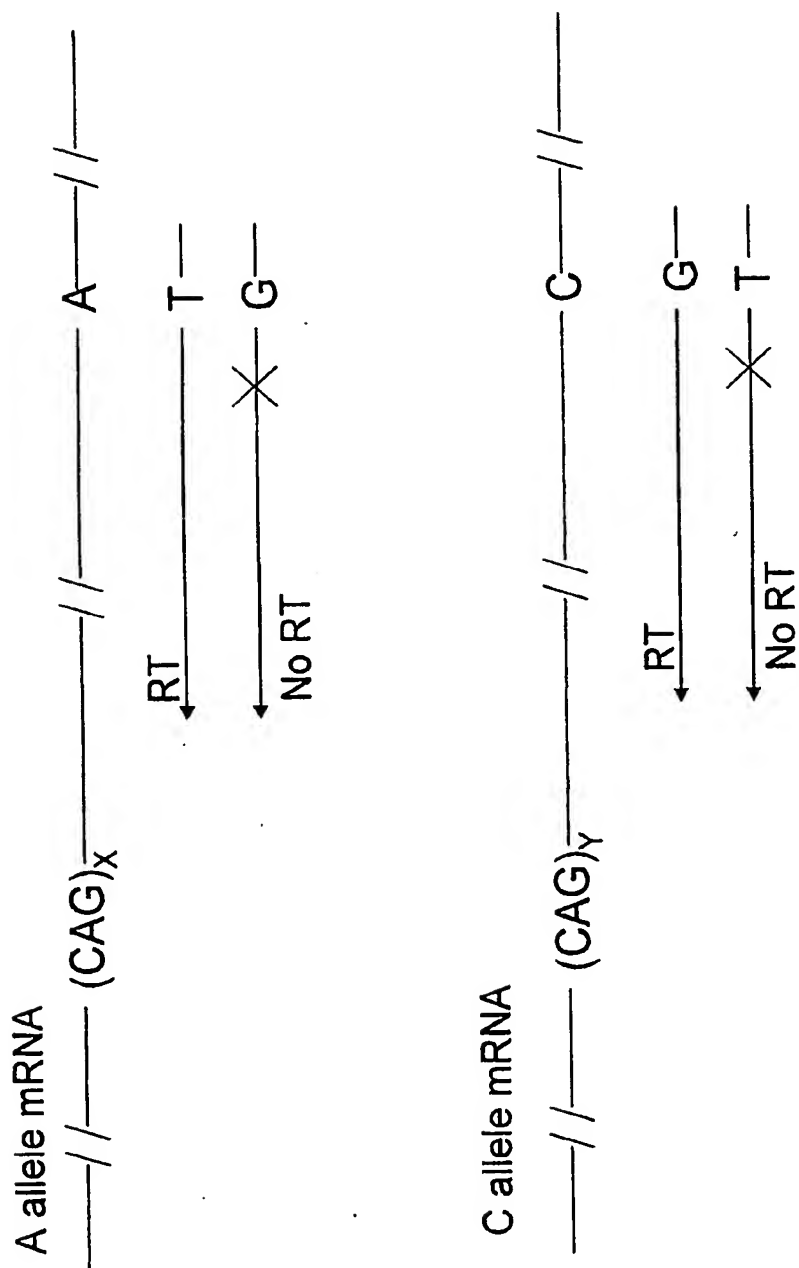 A allele mRNA
(CAG)X A
RT T
No RT G
C allele mRNA
(CAG)Y C
RT G
No RT T